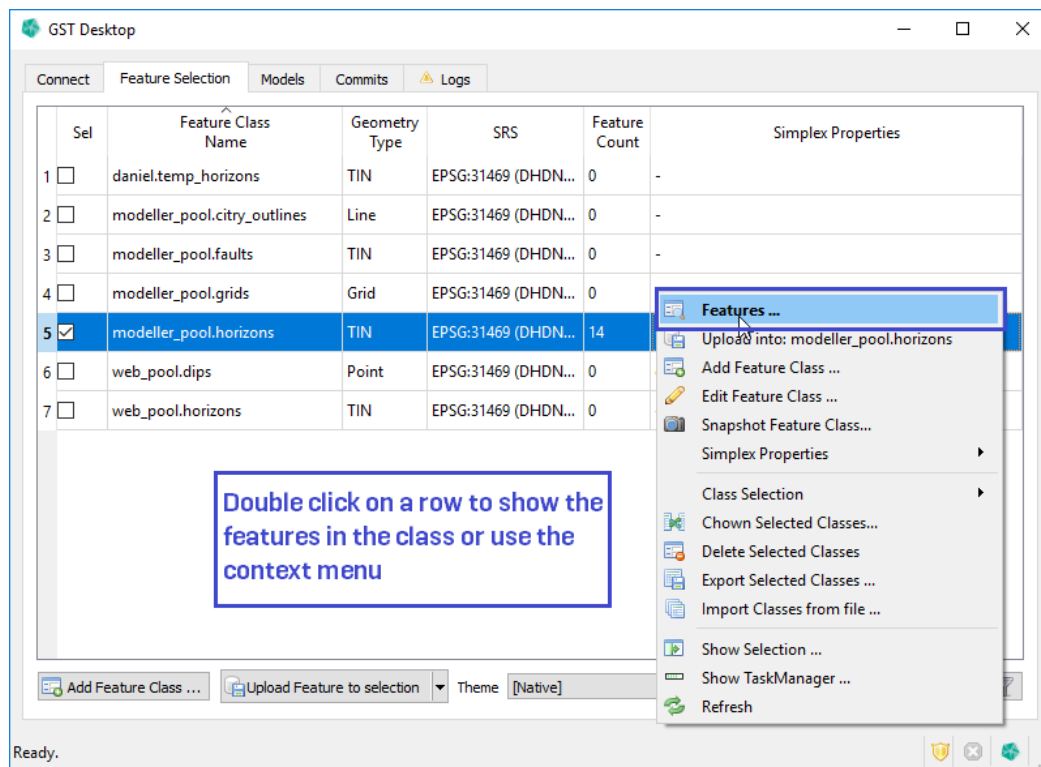 GST Desktop
Connect Feature Selection Models Commits Logs
Sel Feature Class Name Geometry Type SRS Feature Count Simplex Properties
1 daniel.temp_horizons TIN EPSG:31469 (DHDN... 0 -
2 modeller_pool.citry_outlines Line EPSG:31469 (DHDN... 0 -
3 modeller_pool.faults TIN EPSG:31469 (DHDN... 0 -
4 modeller_pool.grids Grid EPSG:31469 (DHDN... 0
5 modeller_pool.horizons TIN EPSG:31469 (DHDN... 14
6 web_pool.dips Point EPSG:31469 (DHDN... 0
7 web_pool.horizons TIN EPSG:31469 (DHDN... 0
Features ...
Upload into: modeller_pool.horizons
Add Feature Class ...
Edit Feature Class ...
Snapshot Feature Class...
Simplex Properties
Class Selection
Chown Selected Classes...
Delete Selected Classes
Export Selected Classes ...
Import Classes from file ...
Show Selection ...
Show TaskManager ...
Refresh
Double click on a row to show the
features in the class or use the
context menu
Add Feature Class ... Upload Feature to selection Theme [Native]
Ready.